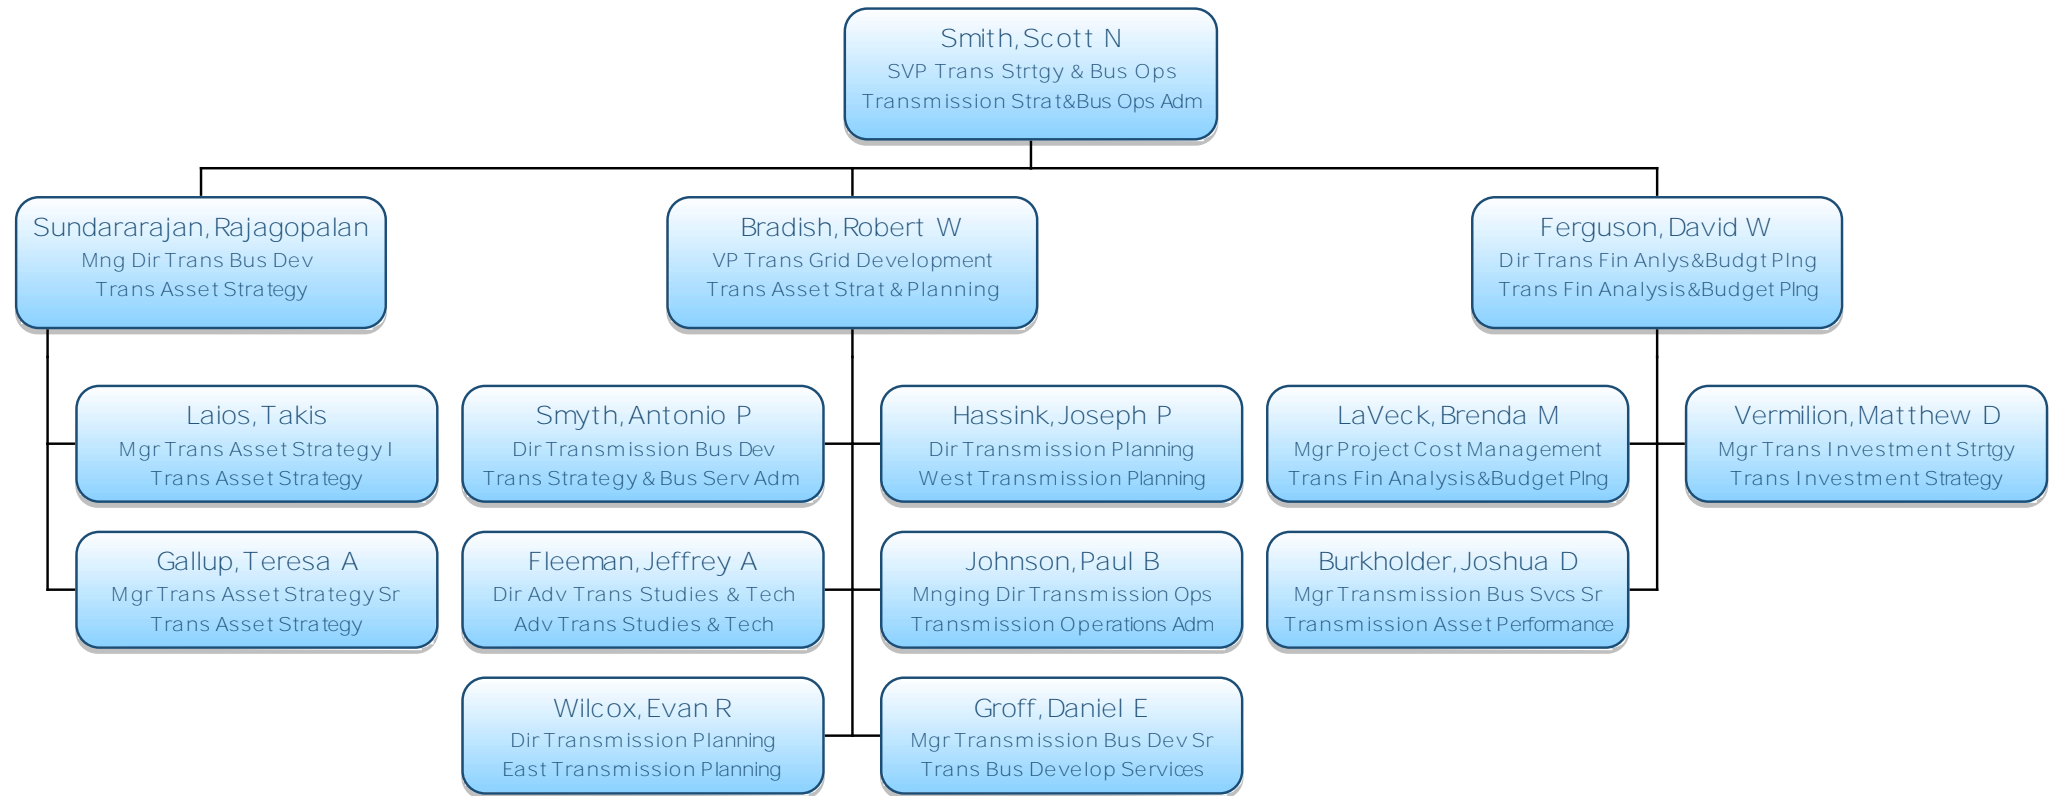 Smith, Scott N
SVP Trans Strtgy & Bus Ops
Transmission Strat&Bus Ops Adm
Sundararajan, Rajagopalan
Mng Dir Trans Bus Dev
Trans Asset Strategy
Bradish, Robert W
VP Trans Grid Development
Trans Asset Strat & Planning
Ferguson, David W
Dir Trans Fin Anlys&Budgt Plng
Trans Fin Analysis&Budget Plng
Laios, Takis
Mgr Trans Asset Strategy I
Trans Asset Strategy
Smyth, Antonio P
Dir Transmission Bus Dev
Trans Strategy & Bus Serv Adm
Hassink, Joseph P
Dir Transmission Planning
West Transmission Planning
LaVeck, Brenda M
Mgr Project Cost Management
Trans Fin Analysis&Budget Plng
Vermilion, Matthew D
Mgr Trans Investment Strtgy
Trans Investment Strategy
Gallup, Teresa A
Mgr Trans Asset Strategy Sr
Trans Asset Strategy
Fleeman, Jeffrey A
Dir Adv Trans Studies & Tech
Adv Trans Studies & Tech
Johnson, Paul B
Mnging Dir Transmission Ops
Transmission Operations Adm
Burkholder, Joshua D
Mgr Transmission Bus Svcs Sr
Transmission Asset Performance
Wilcox, Evan R
Dir Transmission Planning
East Transmission Planning
Groff, Daniel E
Mgr Transmission Bus Dev Sr
Trans Bus Develop Services